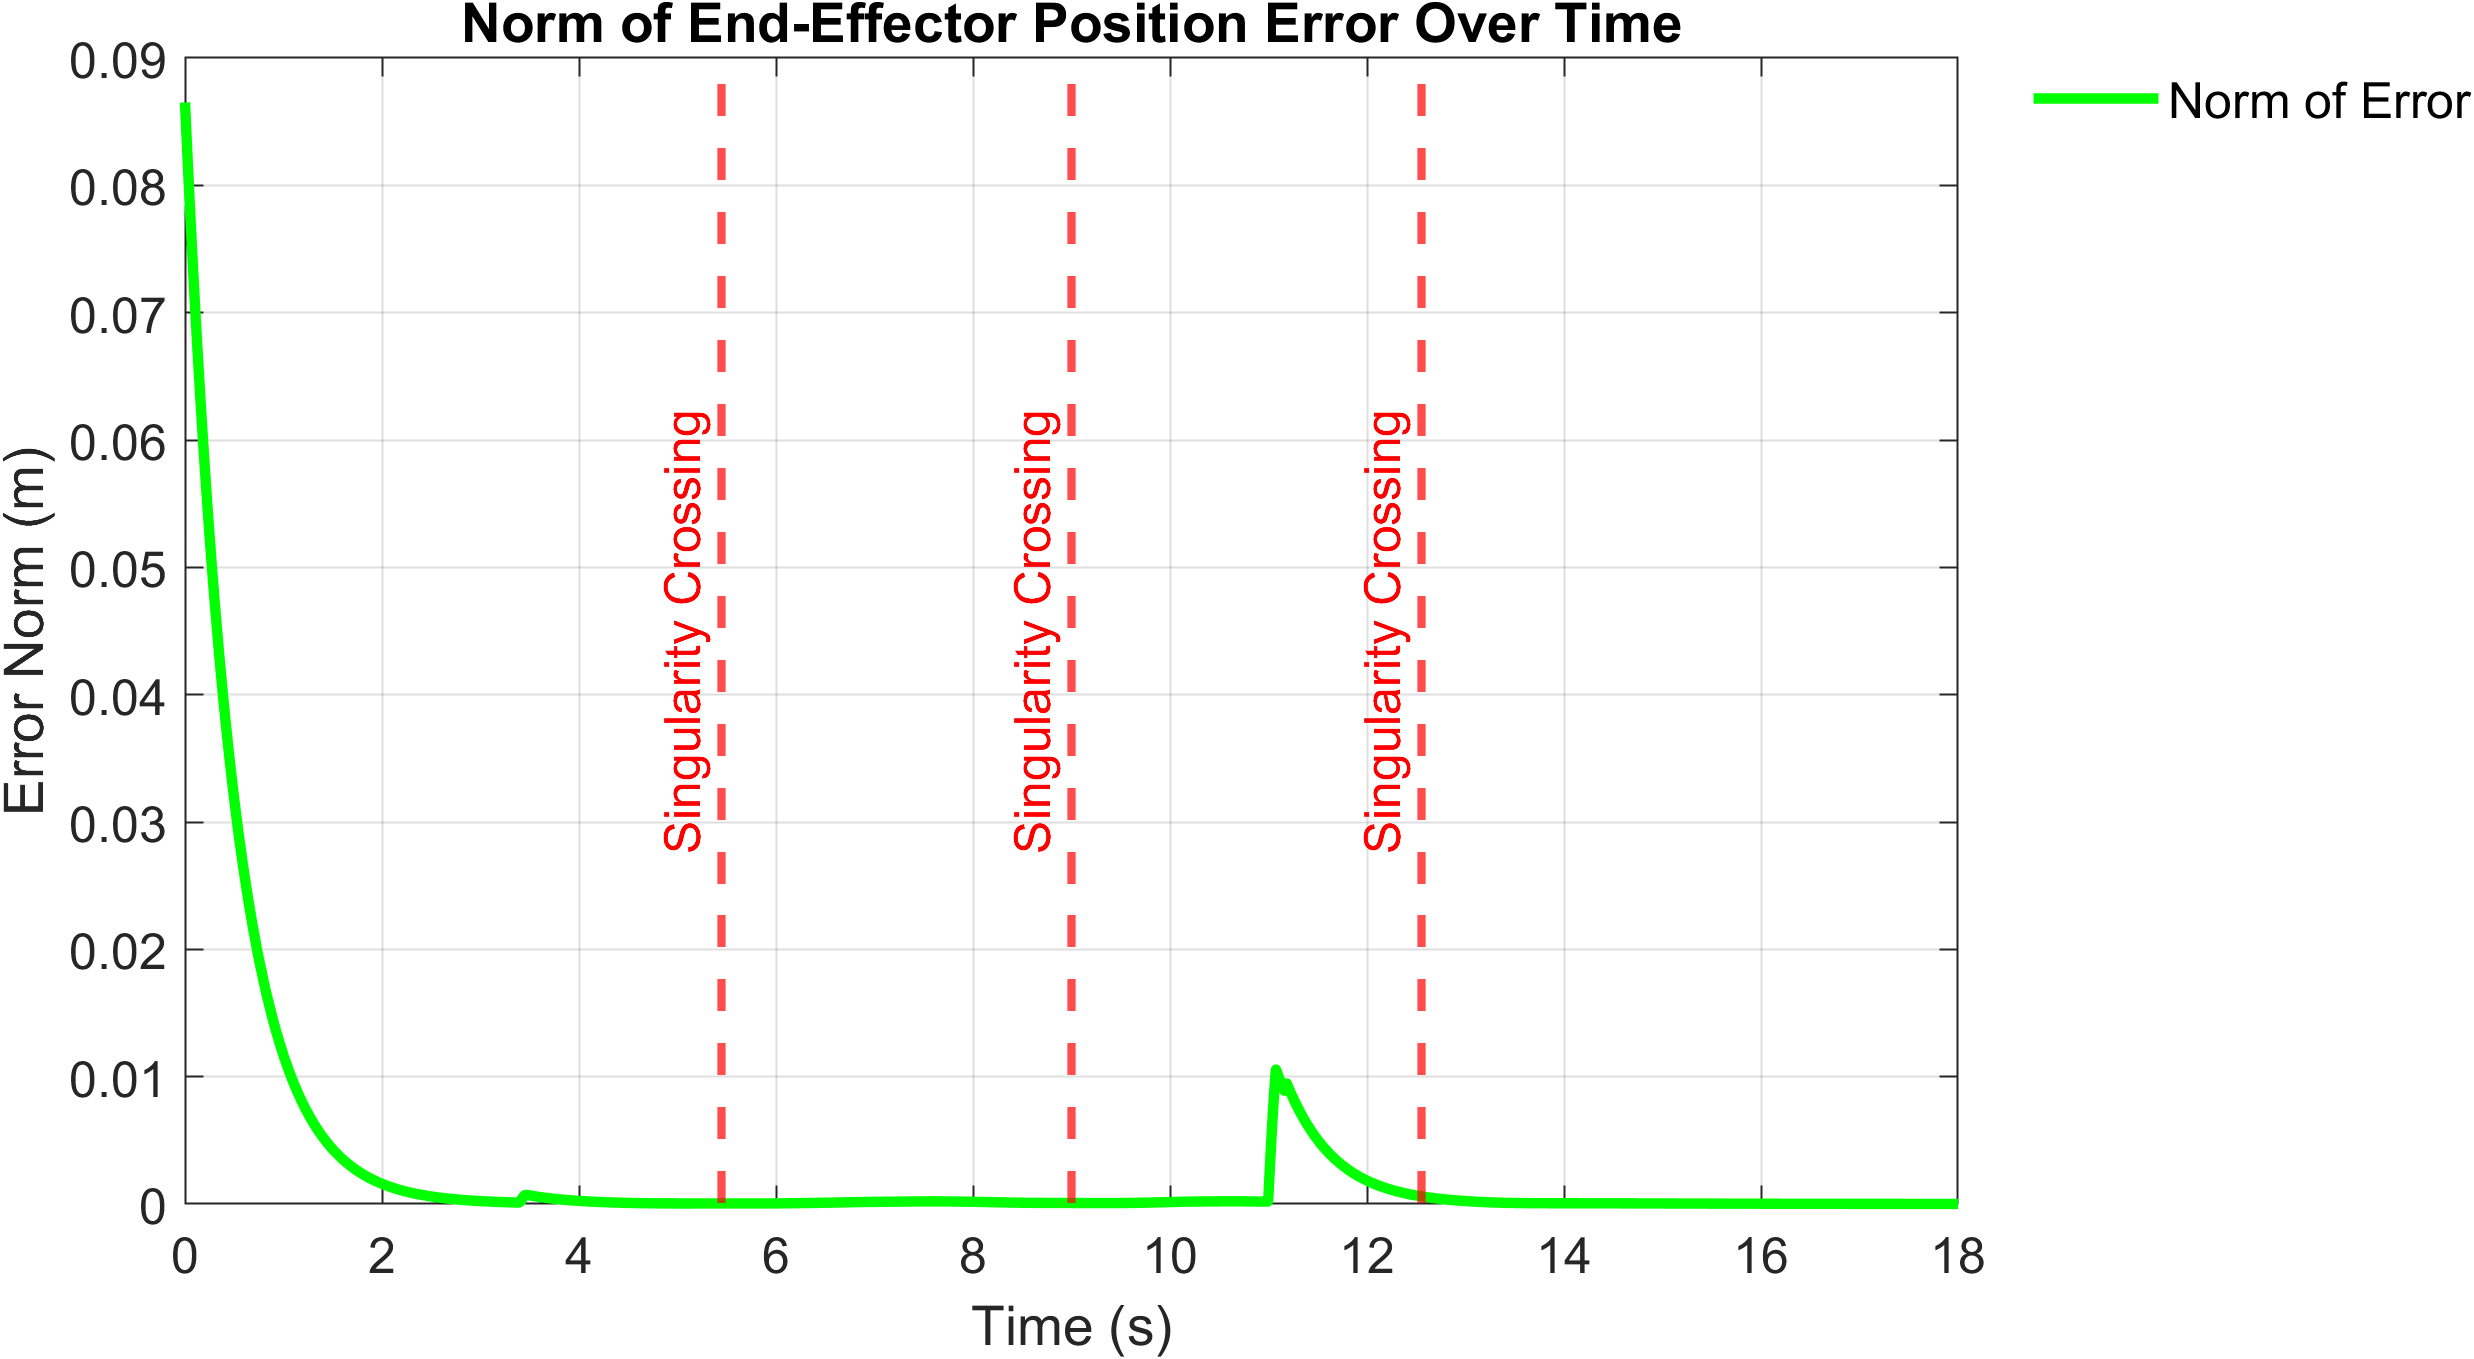 Norm of End-Effector Position Error Over Time
Norm of Error
Error Norm (m)
0.09
0.08
0.07
0.06
0.05
0.04
0.03
0.02
0.01
0
Singularity Crossing
Singularity Crossing
Singularity Crossing
0 2 4 6 8 10 12 14 16 18
Time (s)